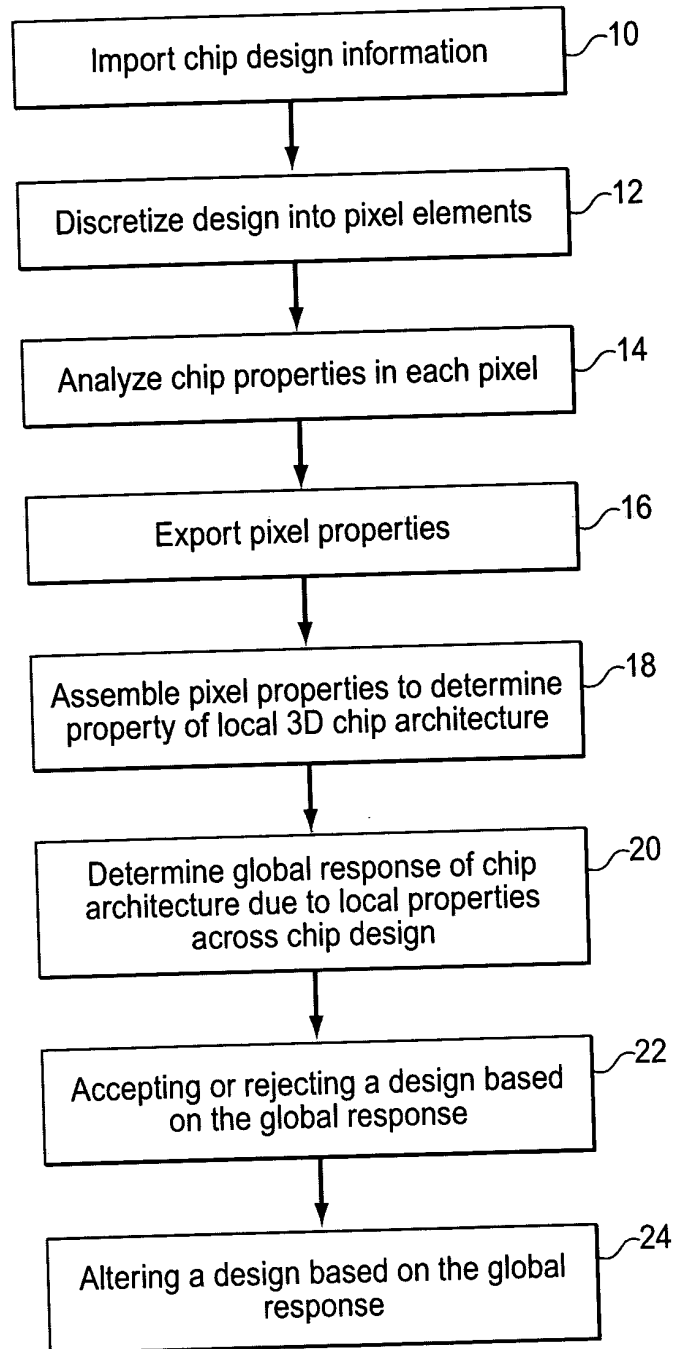 Import chip design information
10
Discretize design into pixel elements
12
Analyze chip properties in each pixel
14
Export pixel properties
16
Assemble pixel properties to determine
property of local 3D chip architecture
18
Determine global response of chip
architecture due to local properties
across chip design
20
Accepting or rejecting a design based
on the global response
22
Altering a design based on the global
response
24